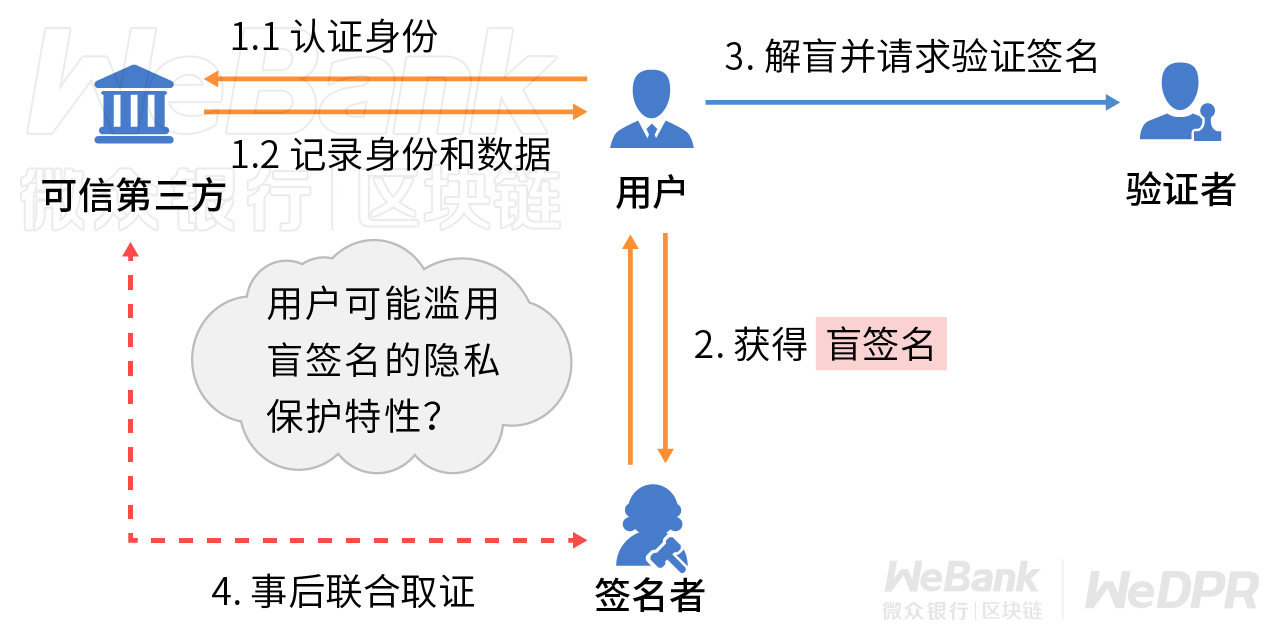 WeBank
微众银行 | 区块链
1.1 认证身份
1.2 记录身份和数据
可信第三方
用户
3. 解盲并请求验证签名
验证者
用户可能滥用
盲签名的隐私
保护特性？
2. 获得 盲签名
4. 事后联合取证
签名者
WeBank
微众银行 | 区块链
WeDPR